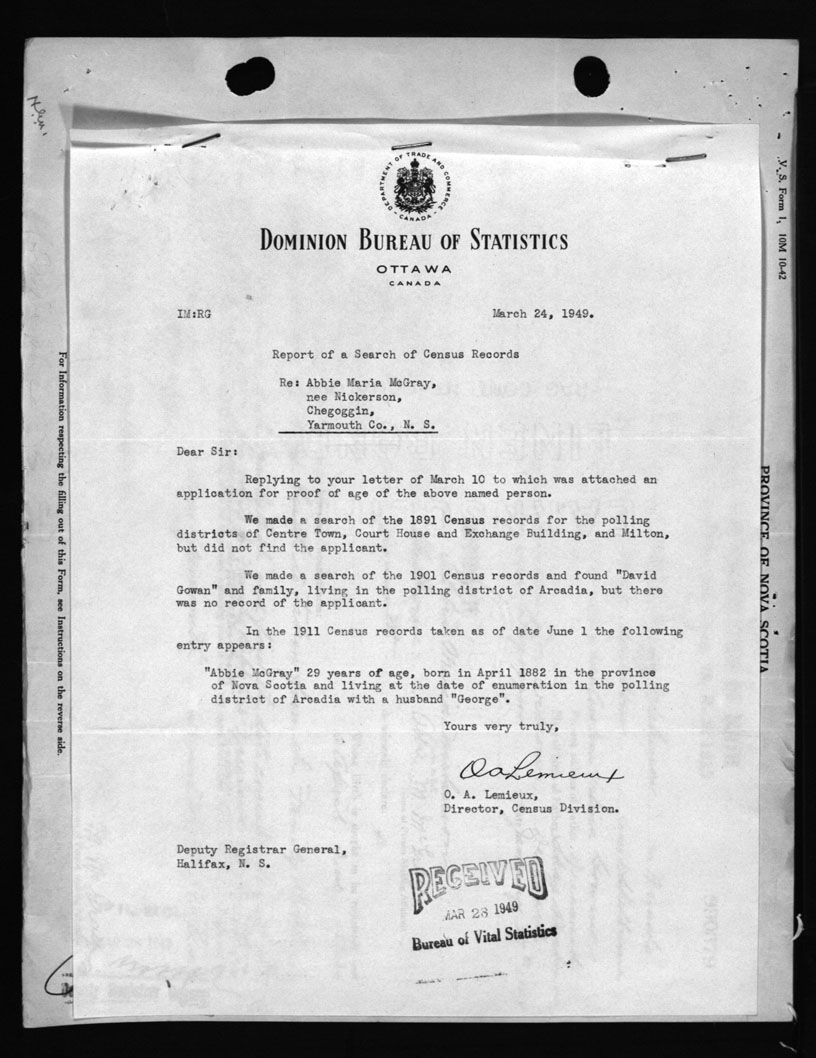 DEPARTMENT OF TRADE AND COMMERCE
CANADA
DOMINION BUREAU OF STATISTICS
OTTAWA
CANADA
IM:RG March 24, 1949.
Report of a Search of Census Records
Re: Abbie Maria McGray,
nee Nickerson,
Chegoggin,
Yarmouth Co., N. S.
Dear Sir:
Replying to your letter of March 10 to which was attached an
application for proof of age of the above named person.
We made a search of the 1891 Census records for the polling
districts of Centre Town, Court House and Exchange Building, and Milton,
but did not find the applicant.
We made a search of the 1901 Census records and found "David
Gowan" and family, living in the polling district of Arcadia, but there
was no record of the applicant.
In the 1911 Census records taken as of date June 1 the following
entry appears:
"Abbie McGray" 29 years of age, born in April 1882 in the province
of Nova Scotia and living at the date of enumeration in the polling
district of Arcadia with a husband "George".
Yours very truly,
O A Lemieux
O. A. Lemieux,
Director, Census Division.
Deputy Registrar General,
Halifax, N. S.
RECEIVED
MAR 28 1949
Bureau of Vital Statistics
For Information respecting the filling out of this Form, see Instructions on the reverse side.
V. S. Form 1, 10M 10-42
PROVINCE OF NOVA SCOTIA